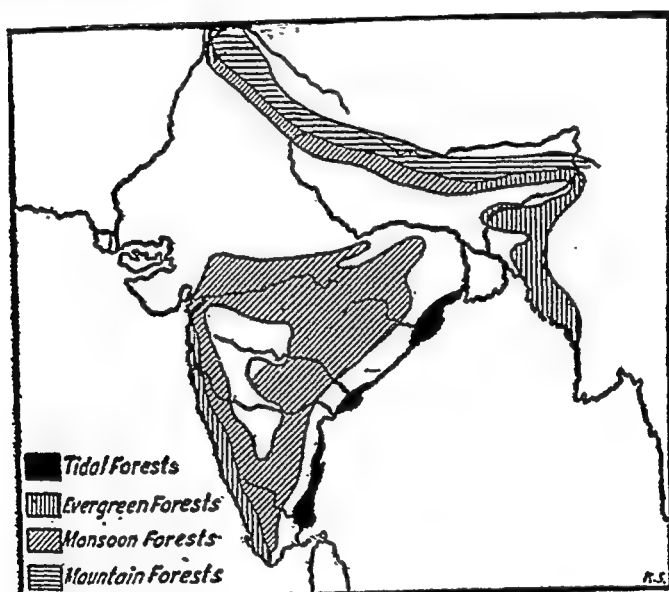 Tidal Forests
Evergreen Forests
Monsoon Forests
Mountain Forests
K.S.